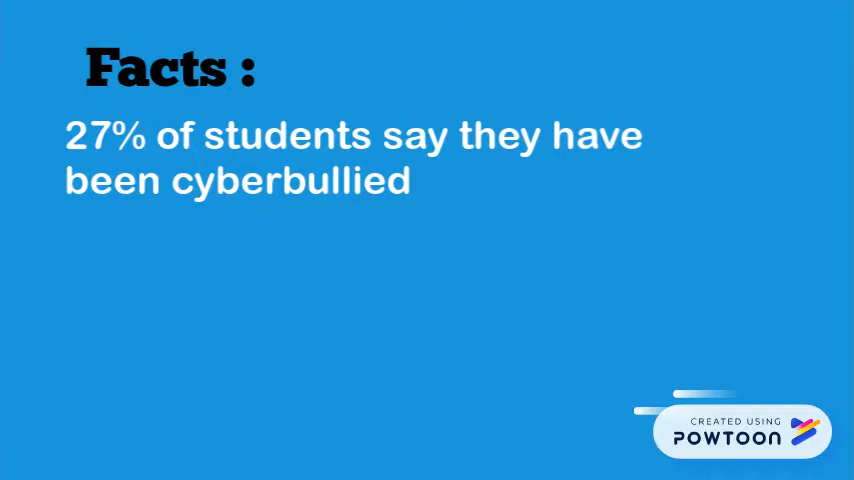 Facts :
27% of students say they have
been cyberbullied
CREATED USING
POWTOON